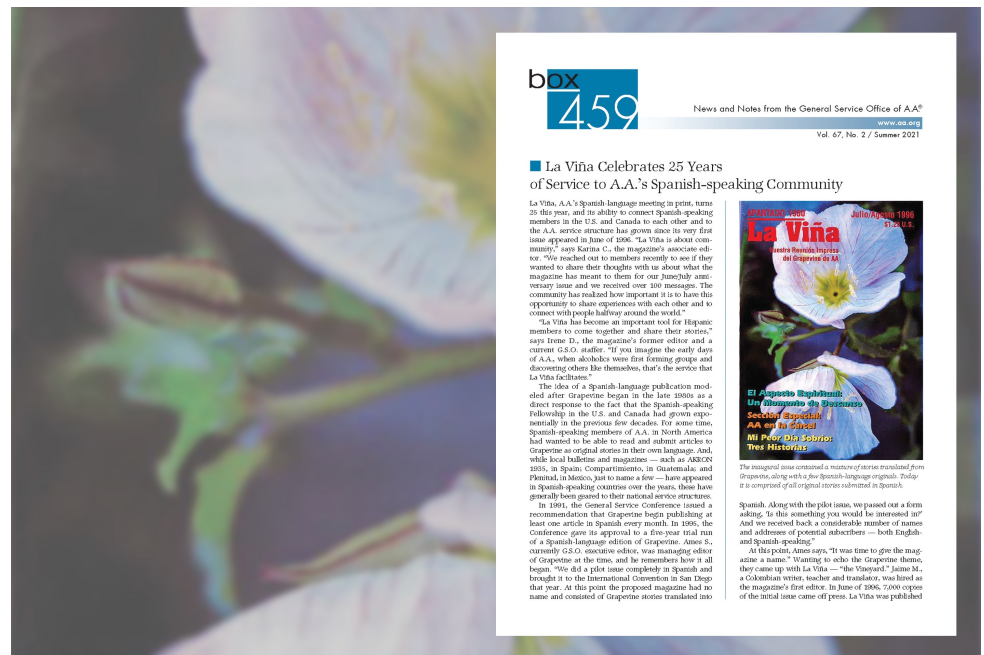 box
459
News and Notes from the General Service Office of A.A.®
www.aa.org
Vol. 67, No. 2 / Summer 2021
La Viña Celebrates 25 Years
of Service to A.A.'s Spanish-speaking Community
La Viña, A.A.'s Spanish-language meeting in print, turns
25 this year, and its ability to connect Spanish-speaking
members in the U.S. and Canada to each other and to
the A.A. service structure has grown since its very first
issue appeared in June of 1996. "La Viña is about com-
munity," says Karina C., the magazine's associate edi-
tor. "We reached out to members recently to see if they
wanted to share their thoughts with us about what the
magazine has meant to them for our June/July anni-
versary issue and we received over 100 messages. The
community has realized how important it is to have this
opportunity to share experiences with each other and to
connect with people halfway around the world."
"La Viña has become an important tool for Hispanic
members to come together and share their stories,"
says Irene D., the magazine's former editor and a
current G.S.O. staffer. "If you imagine the early days
of A.A., when alcoholics were first forming groups and
discovering others like themselves, that's the service that
La Viña facilitates."
The idea of a Spanish-language publication mod-
eled after Grapevine began in the late 1980s as a
direct response to the fact that the Spanish-speaking
Fellowship in the U.S. and Canada had grown expo-
nentially in the previous few decades. For some time,
Spanish-speaking members of A.A. in North America
had wanted to be able to read and submit articles to
Grapevine as original stories in their own language. And,
while local bulletins and magazines — such as AKRON
1935, in Spain; Compartimiento, in Guatemala; and
Plenitud, in Mexico, just to name a few — have appeared
in Spanish-speaking countries over the years, these have
generally been geared to their national service structures.
In 1991, the General Service Conference issued a
recommendation that Grapevine begin publishing at
least one article in Spanish every month. In 1995, the
Conference gave its approval to a five-year trial run
of a Spanish-language edition of Grapevine. Ames S.,
currently G.S.O. executive editor, was managing editor
of Grapevine at the time, and he remembers how it all
began. "We did a pilot issue completely in Spanish and
brought it to the International Convention in San Diego
that year. At this point the proposed magazine had no
name and consisted of Grapevine stories translated into
Julio/Agosto 1996
$1.25 U.S.
La Viña
Nuestra Reunión Impresa
del Grapevine de AA
El Aspecto Espiritual:
Un Momento de Descanso
Sección Especial:
AA en la Cárcel
Mi Peor Día Sobrio:
Tres Historias
The inaugural issue contained a mixture of stories translated from
Grapevine, along with a few Spanish-language originals. Today
it is comprised of all original stories submitted in Spanish.
Spanish. Along with the pilot issue, we passed out a form
asking, 'Is this something you would be interested in?'
And we received back a considerable number of names
and addresses of potential subscribers — both English-
and Spanish-speaking."
At this point, Ames says, "It was time to give the mag-
azine a name." Wanting to echo the Grapevine theme,
they came up with La Viña — "the Vineyard." Jaime M.,
a Colombian writer, teacher and translator, was hired as
the magazine's first editor. In June of 1996, 7,000 copies
of the initial issue came off press. La Viña was published